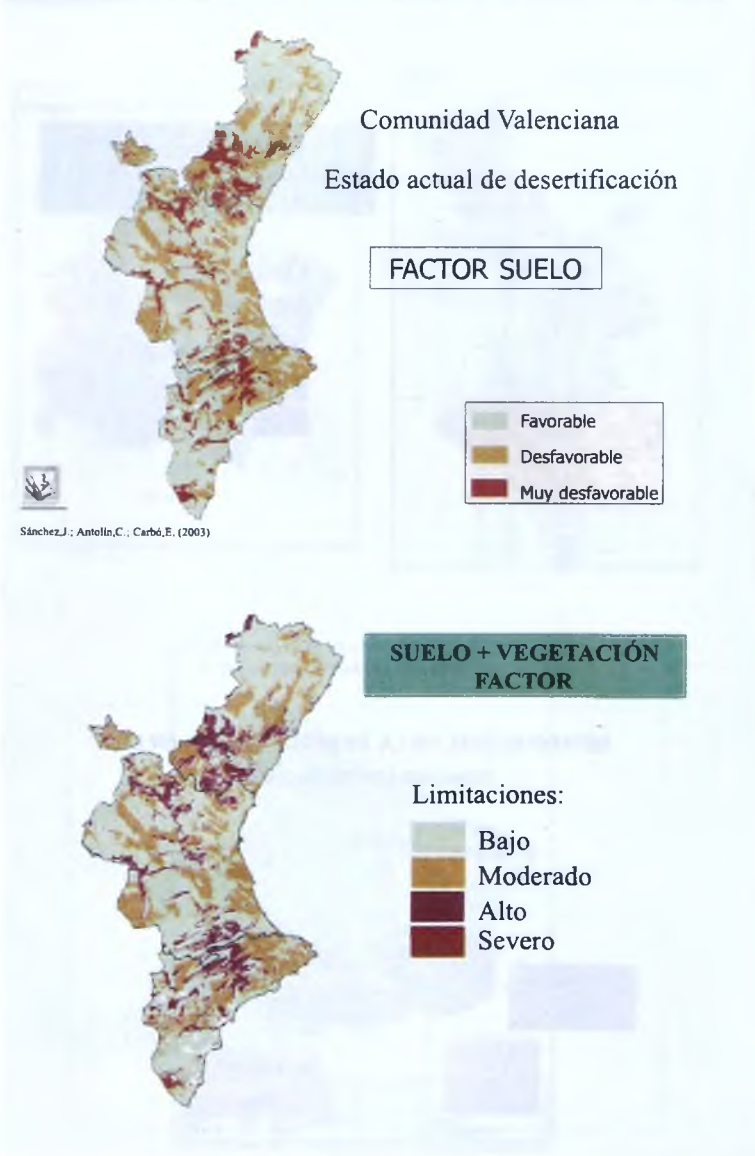 Comunidad Valenciana
Estado actual de desertificación
FACTOR SUELO
Favorable
Desfavorable
Muy desfavorable
Sánchez,J.; Antolín,C.; Carbó,E. (2003)
SUELO + VEGETACIÓN
FACTOR
Limitaciones:
Bajo
Moderado
Alto
Severo